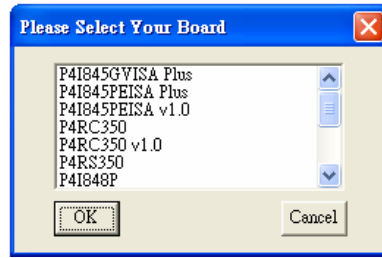 Please Select Your Board
P4I845GVISA Plus
P4I845PEISA Plus
P4I845PEISA v1.0
P4RC350
P4RC350 v1.0
P4RS350
P4I848P
OK
Cancel